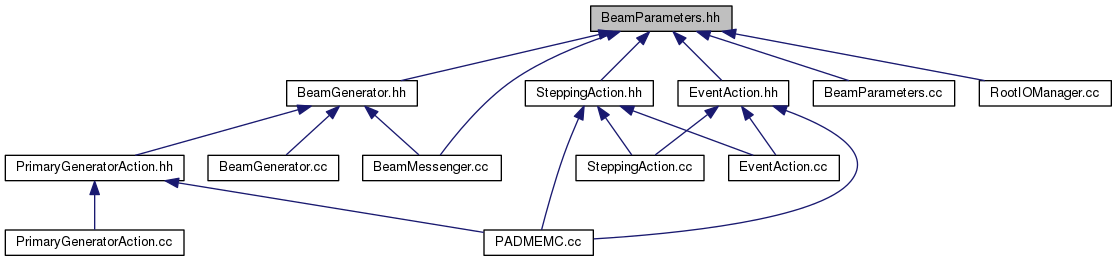 BeamParameters.hh
BeamGenerator.hh
SteppingAction.hh
EventAction.hh
BeamParameters.cc
RootIOManager.cc
PrimaryGeneratorAction.hh
BeamGenerator.cc
BeamMessenger.cc
SteppingAction.cc
EventAction.cc
PrimaryGeneratorAction.cc
PADMEMC.cc